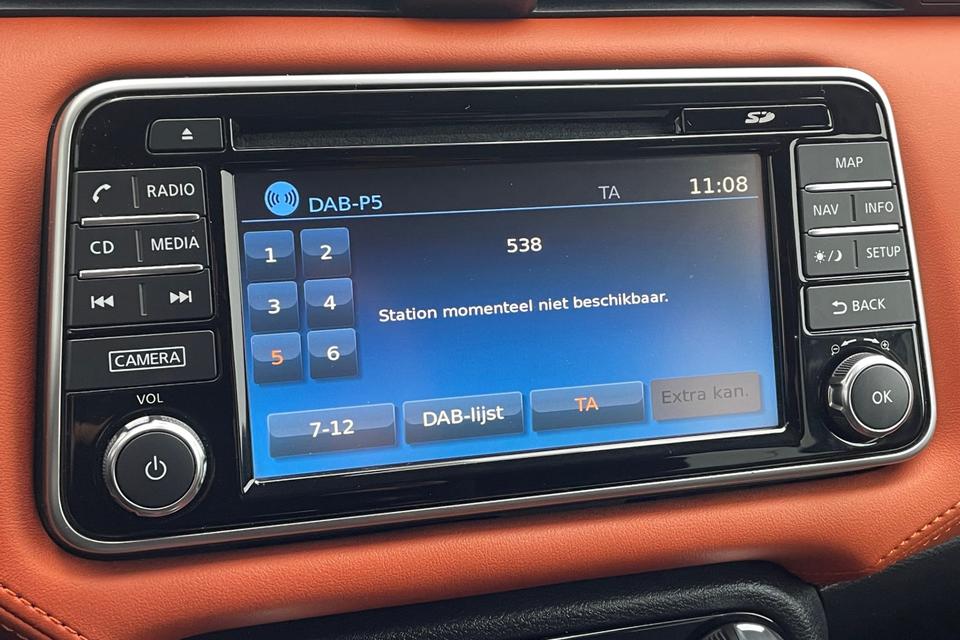 SD
RADIO
CD MEDIA
CAMERA
VOL
DAB-P5 TA 11:08
1 2
3 4
5 6
538
Station momenteel niet beschikbaar.
7-12 DAB-lijst TA Extra kan.
MAP
NAV INFO
SETUP
BACK
OK